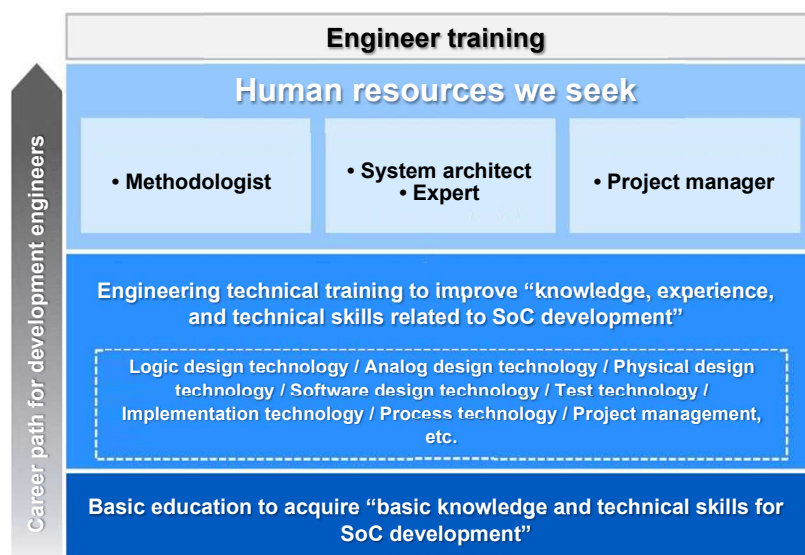 Engineer training
Career path for development engineers
Human resources we seek
• Methodologist
• System architect
• Expert
• Project manager
Engineering technical training to improve “knowledge, experience,
and technical skills related to SoC development”
Logic design technology / Analog design technology / Physical design
technology / Software design technology / Test technology /
Implementation technology / Process technology / Project management,
etc.
Basic education to acquire “basic knowledge and technical skills for
SoC development”